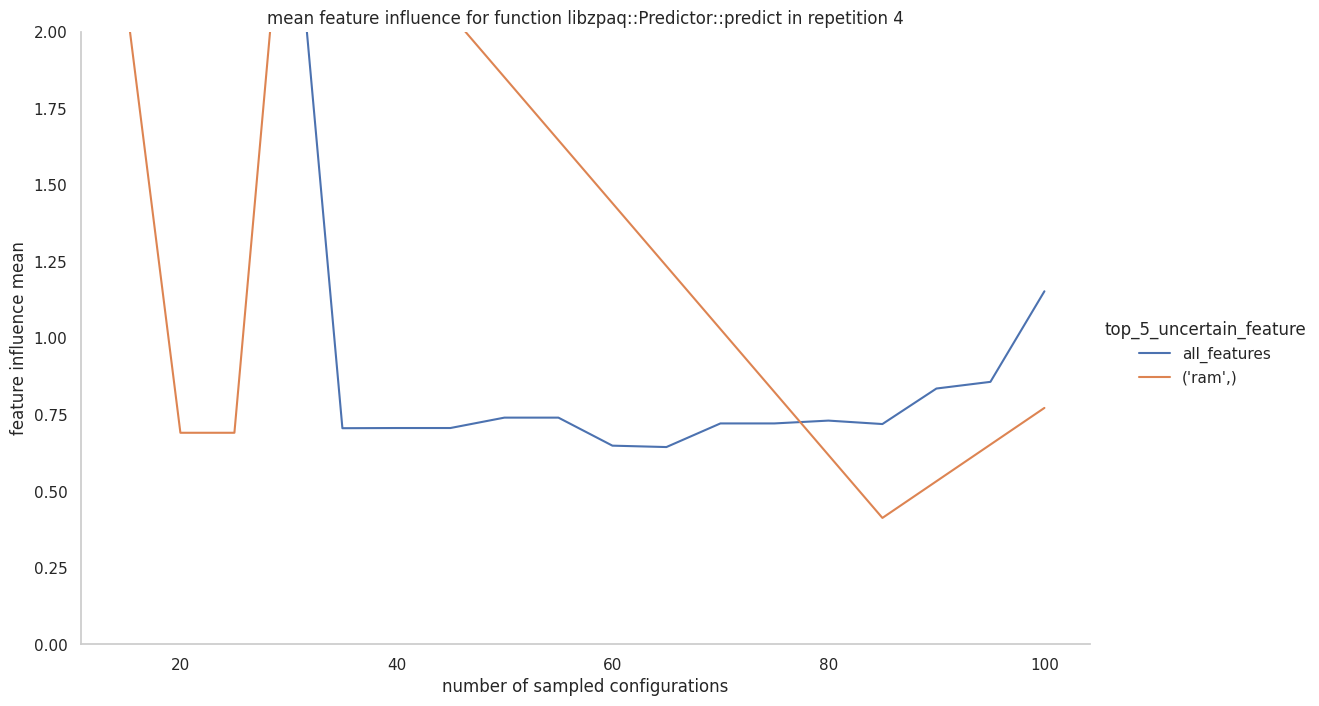 mean feature influence for function libzpaq::Predictor::predict in repetition 4
2.00
1.75
1.50
1.25
1.00
0.75
0.50
0.25
0.00
feature influence mean
20
40
60
80
100
number of sampled configurations
top_5_uncertain_feature
all_features
('ram',)